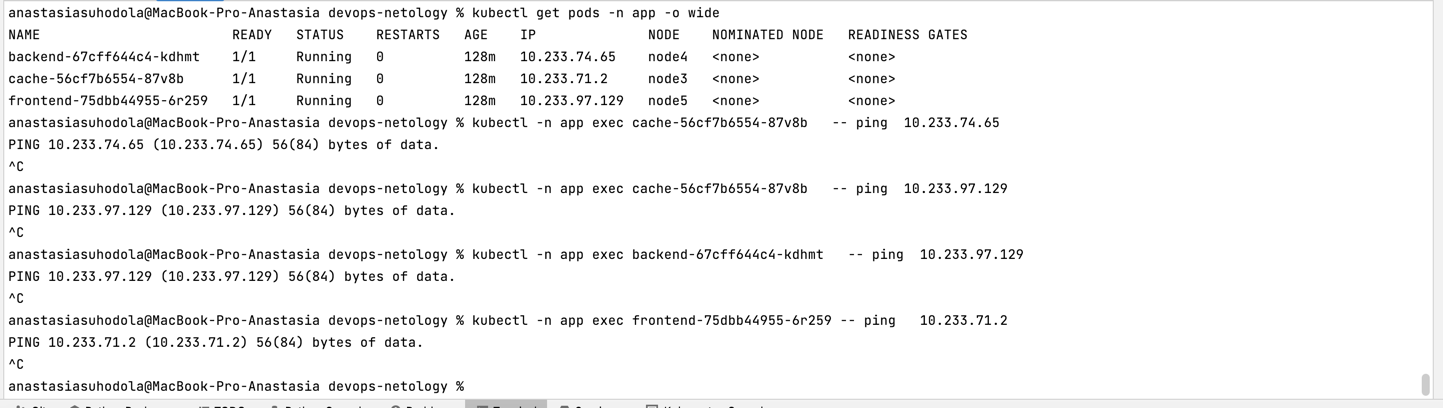 anastasiasuhodola@MacBook-Pro-Anastasia devops-netology % kubectl get pods -n app -o wide
NAME READY STATUS RESTARTS AGE IP NODE NOMINATED NODE READINESS GATES
backend-67cff644c4-kdhmt 1/1 Running 0 128m 10.233.74.65 node4 <none> <none>
cache-56cf7b6554-87v8b 1/1 Running 0 128m 10.233.71.2 node3 <none> <none>
frontend-75dbb44955-6r259 1/1 Running 0 128m 10.233.97.129 node5 <none> <none>
anastasiasuhodola@MacBook-Pro-Anastasia devops-netology % kubectl -n app exec cache-56cf7b6554-87v8b -- ping 10.233.74.65
PING 10.233.74.65 (10.233.74.65) 56(84) bytes of data.
^C
anastasiasuhodola@MacBook-Pro-Anastasia devops-netology % kubectl -n app exec cache-56cf7b6554-87v8b -- ping 10.233.97.129
PING 10.233.97.129 (10.233.97.129) 56(84) bytes of data.
^C
anastasiasuhodola@MacBook-Pro-Anastasia devops-netology % kubectl -n app exec backend-67cff644c4-kdhmt -- ping 10.233.97.129
PING 10.233.97.129 (10.233.97.129) 56(84) bytes of data.
^C
anastasiasuhodola@MacBook-Pro-Anastasia devops-netology % kubectl -n app exec frontend-75dbb44955-6r259 -- ping 10.233.71.2
PING 10.233.71.2 (10.233.71.2) 56(84) bytes of data.
^C
anastasiasuhodola@MacBook-Pro-Anastasia devops-netology %